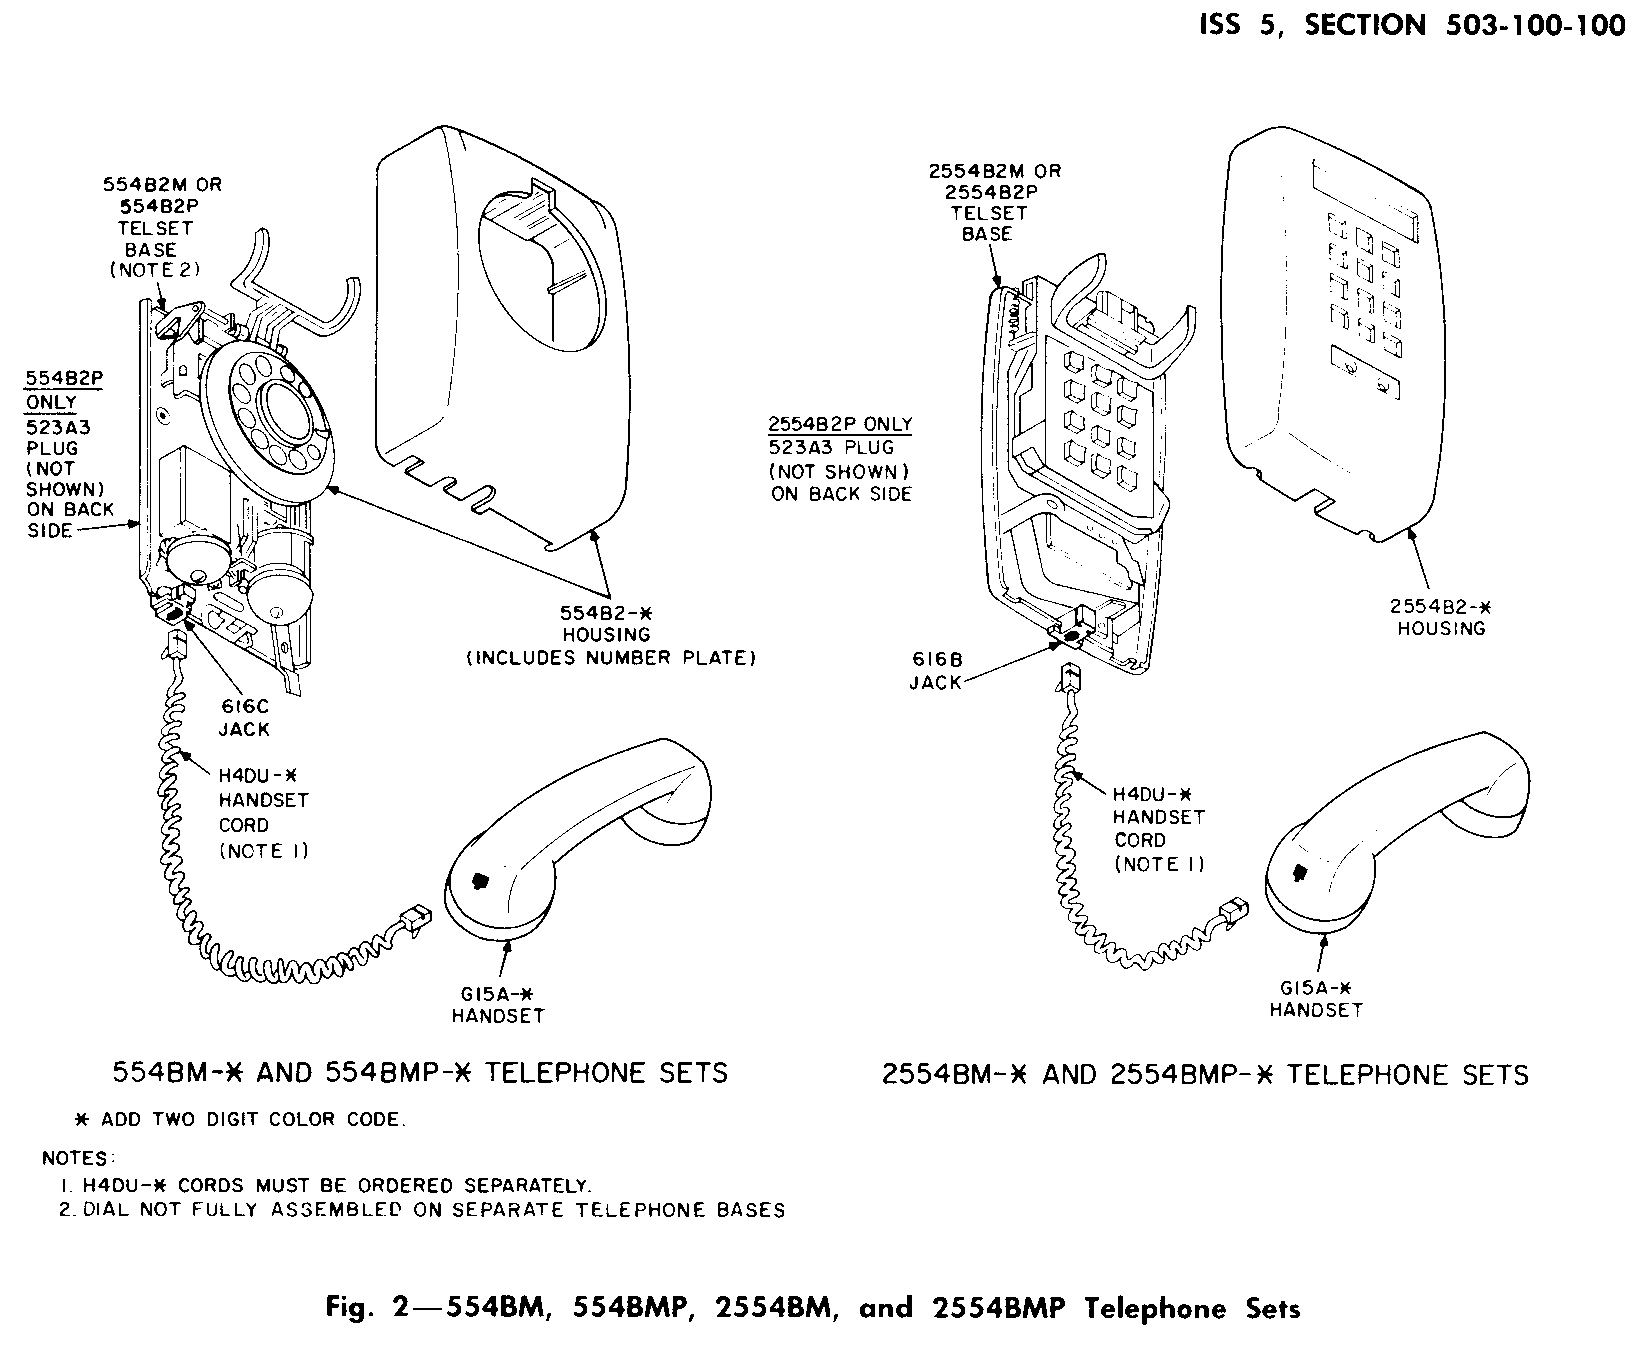 ISS 5, SECTION 503-100-100
554B2M OR
554B2P
TELSET
BASE
(NOTE 2)
554B2P
ONLY
523A3
PLUG
(NOT
SHOWN)
ON BACK
SIDE
554B2-*
HOUSING
(INCLUDES NUMBER PLATE)
616C
JACK
H4DU-*
HANDSET
CORD
(NOTE 1)
G15A-*
HANDSET
2554B2M OR
2554B2P
TELSET
BASE
2554B2P ONLY
523A3 PLUG
(NOT SHOWN)
ON BACK SIDE
2554B2-*
HOUSING
616B
JACK
H4DU-*
HANDSET
CORD
(NOTE 1)
G15A-*
HANDSET
554BM-* AND 554BMP-* TELEPHONE SETS
2554BM-* AND 2554BMP-* TELEPHONE SETS
* ADD TWO DIGIT COLOR CODE.
NOTES:
1. H4DU-* CORDS MUST BE ORDERED SEPARATELY.
2. DIAL NOT FULLY ASSEMBLED ON SEPARATE TELEPHONE BASES
Fig. 2—554BM, 554BMP, 2554BM, and 2554BMP Telephone Sets